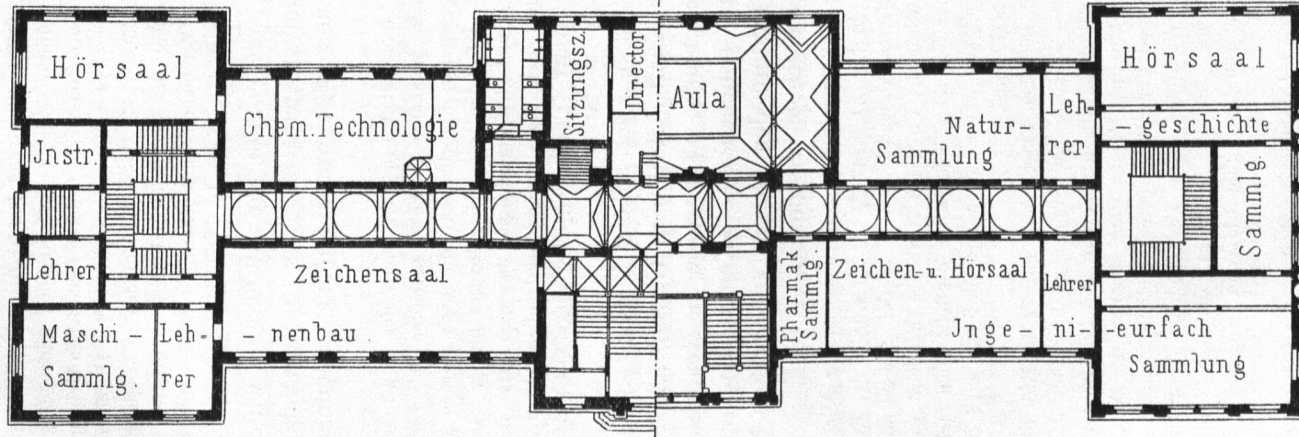 Hörsaal
Chem. Technologie
Jnstr.
Lehrer
Maschi-
Sammlg.
Leh-
rer
Zeichensaal
- nenbau.
Sitzungsz.
Director
Aula
Natur-
Sammlung
Leh-
rer
Hörsaal
- geschichte
Sammlg.
Pharmak
Sammlg.
Zeichen- u. Hörsaal
Jnge-
Lehrer
ni-
-eurfach
Sammlung